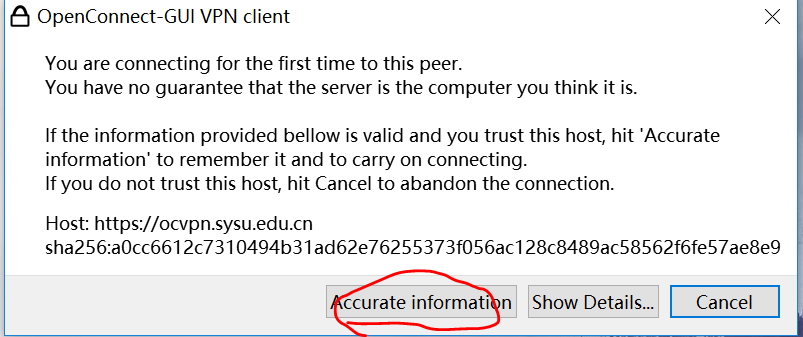 OpenConnect-GUI VPN client
You are connecting for the first time to this peer.
You have no guarantee that the server is the computer you think it is.
If the information provided bellow is valid and you trust this host, hit 'Accurate
information' to remember it and to carry on connecting.
If you do not trust this host, hit Cancel to abandon the connection.
Host: https://ocvpn.sysu.edu.cn
sha256:a0cc6612c7310494b31ad62e76255373f056ac128c8489ac58562f6fe57ae8e9
Accurate information Show Details... Cancel